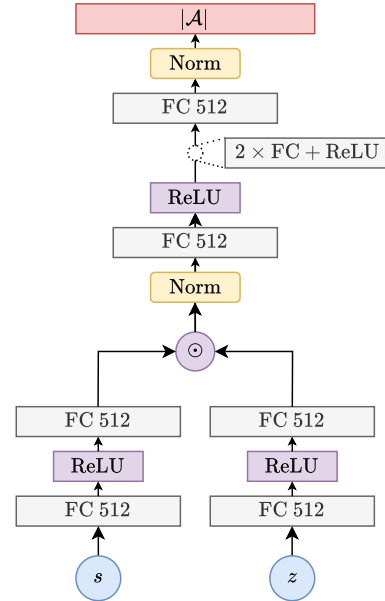 |𝒜|
Norm
FC 512
2 × FC + ReLU
ReLU
FC 512
Norm
⊙
FC 512 FC 512
ReLU ReLU
FC 512 FC 512
s z